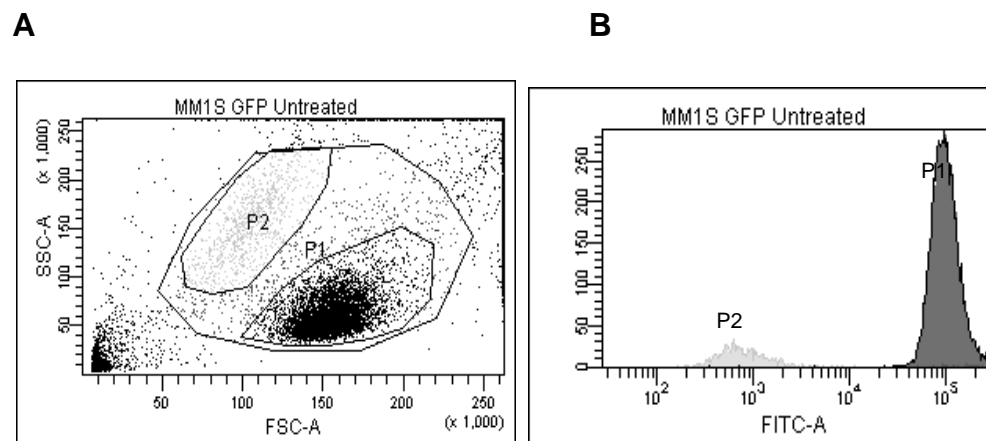 A
B
MM1S GFP Untreated
SSC-A
(x 1,000)
250
200
150
100
50
P2
P1
50 100 150 200 250
FSC-A
(x 1,000)
MM1S GFP Untreated
250
200
150
100
50
0
P1
P2
10² 10³ 10⁴ 10⁵
FITC-A